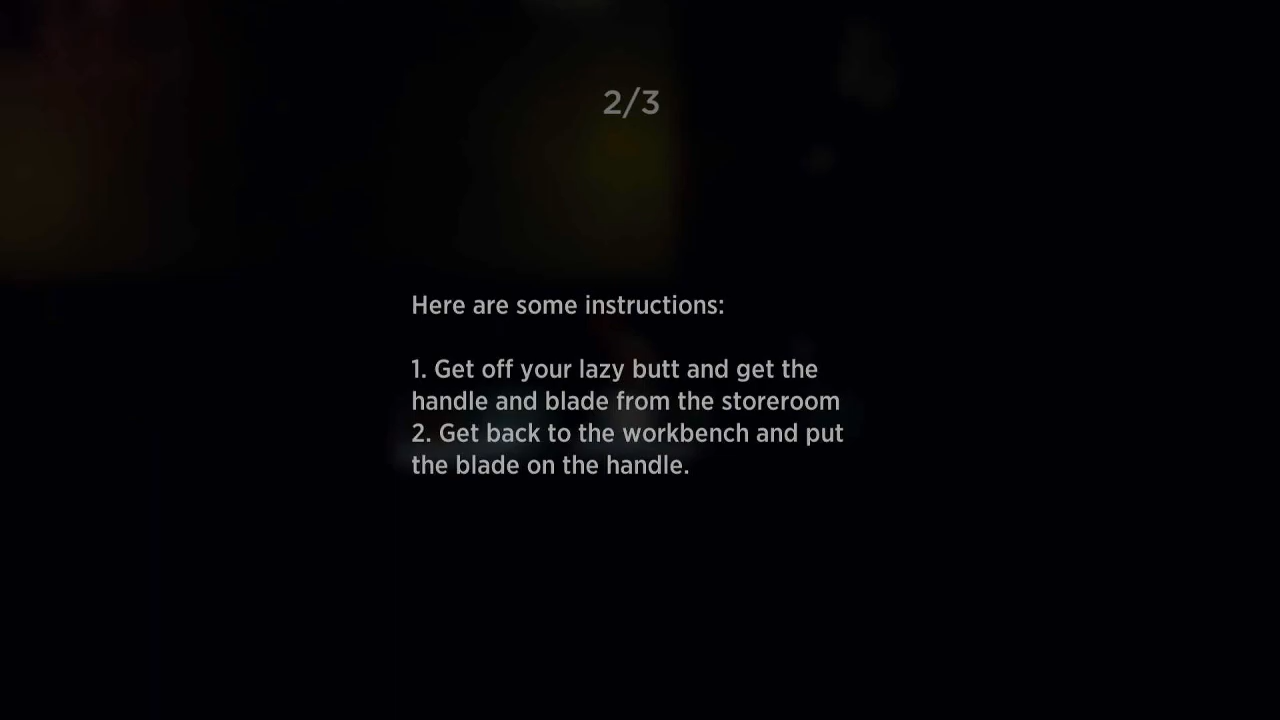 2/3
Here are some instructions:
1. Get off your lazy butt and get the
handle and blade from the storeroom
2. Get back to the workbench and put
the blade on the handle.